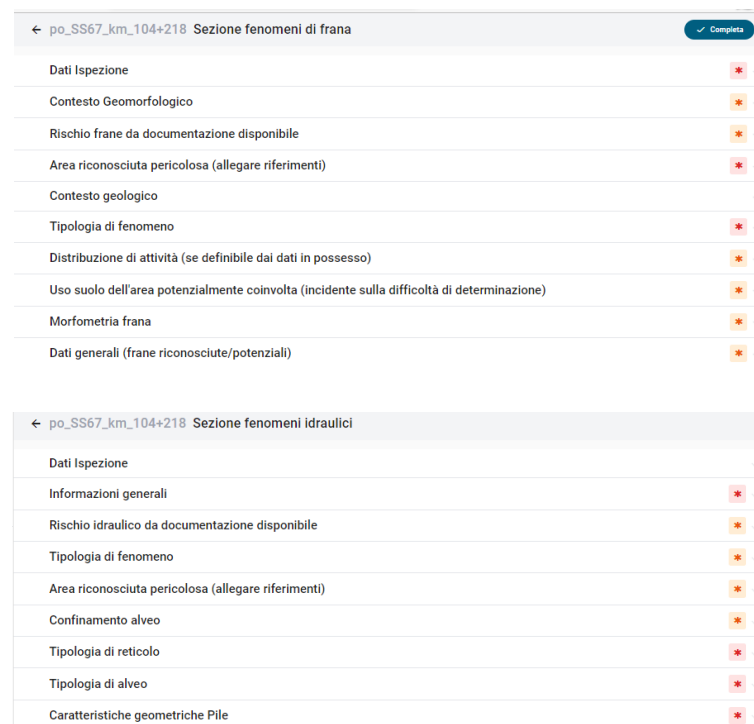 ← po_SS67_km_104+218 Sezione fenomeni di frana ✓ Completa
Dati Ispezione *
Contesto Geomorfologico *
Rischio frane da documentazione disponibile *
Area riconosciuta pericolosa (allegare riferimenti) *
Contesto geologico
Tipologia di fenomeno *
Distribuzione di attività (se definibile dai dati in possesso) *
Uso suolo dell'area potenzialmente coinvolta (incidente sulla difficoltà di determinazione) *
Morfometria frana *
Dati generali (frane riconosciute/potenziali) *
← po_SS67_km_104+218 Sezione fenomeni idraulici
Dati Ispezione
Informazioni generali *
Rischio idraulico da documentazione disponibile *
Tipologia di fenomeno *
Area riconosciuta pericolosa (allegare riferimenti) *
Confinamento alveo *
Tipologia di reticolo *
Tipologia di alveo *
Caratteristiche geometriche Pile *